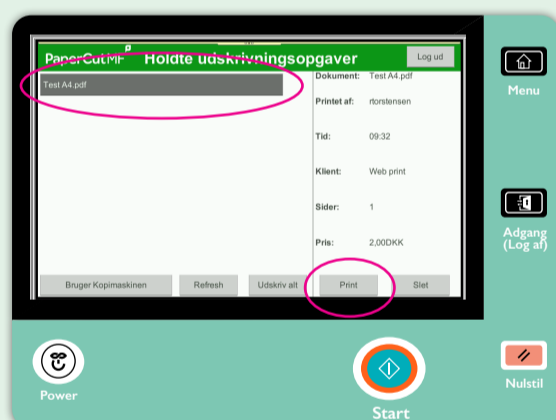 PaperCutMF Holdte udskrivningsopgaver Log ud
Test A4.pdf
Dokument: Test A4.pdf
Printet af: rtorstensen
Tid: 09:32
Klient: Web print
Sider: 1
Pris: 2,00DKK
Bruger Kopimaskinen Refresh Udskriv alt Print Slet
Menu
Adgang
(Log af)
Power
Start
Nulstil